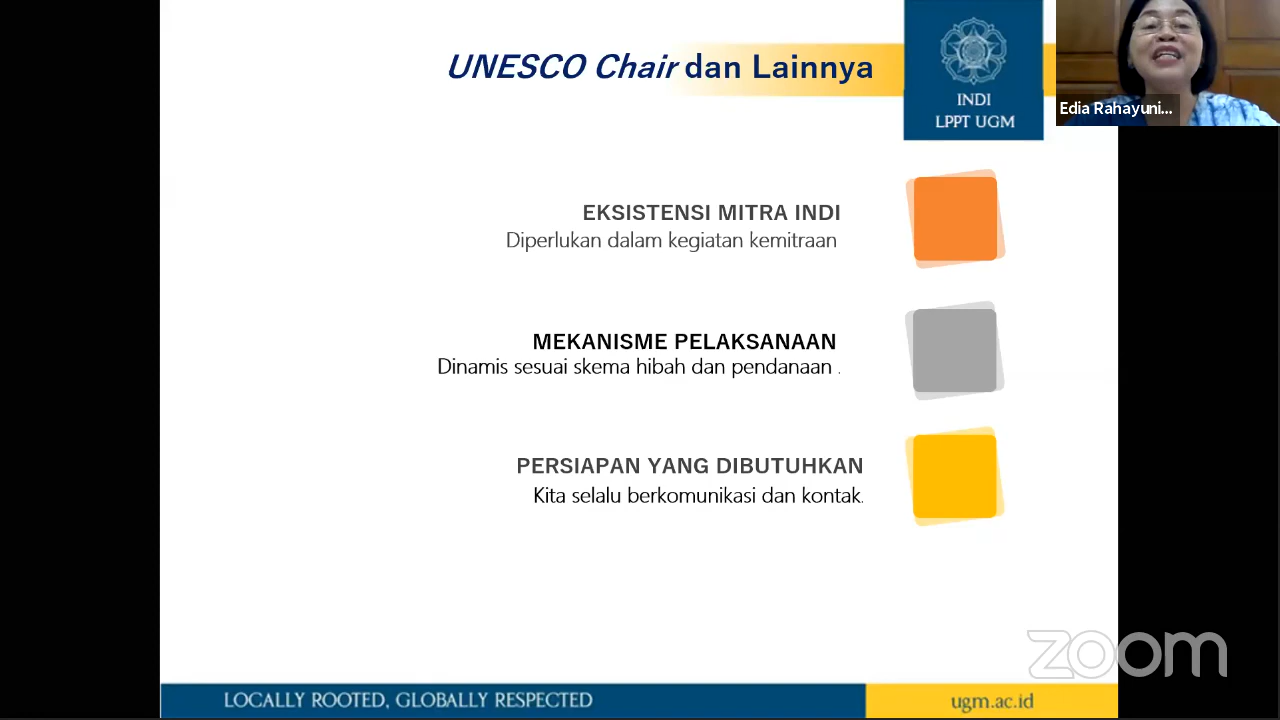 UNESCO Chair dan Lainnya
INDI
LPPT UGM
Edia Rahayuni...
EKSISTENSI MITRA INDI
Diperlukan dalam kegiatan kemitraan
MEKANISME PELAKSANAAN
Dinamis sesuai skema hibah dan pendanaan .
PERSIAPAN YANG DIBUTUHKAN
Kita selalu berkomunikasi dan kontak.
zoom
LOCALLY ROOTED, GLOBALLY RESPECTED
ugm.ac.id